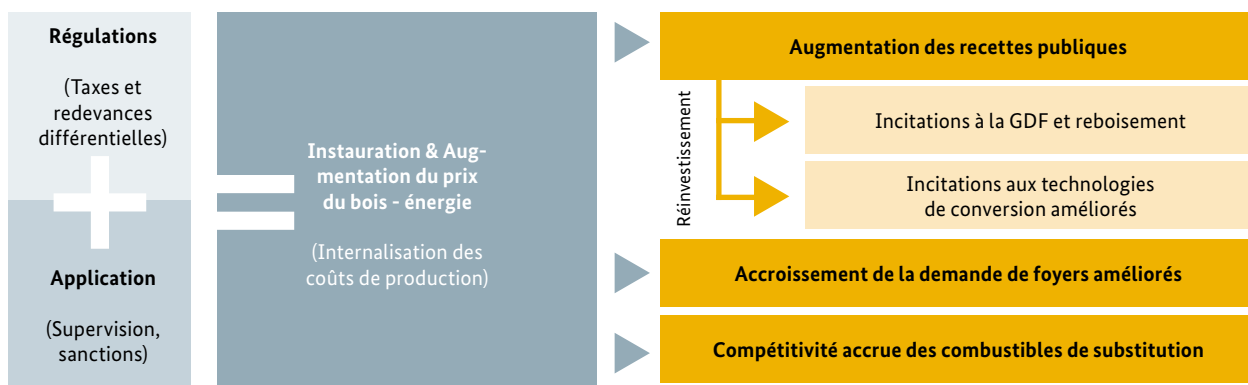 Régulations
(Taxes et
redevances
différentielles)
Application
(Supervision,
sanctions)
Instauration & Aug-
mentation du prix
du bois - énergie
(Internalisation des
coûts de production)
Augmentation des recettes publiques
Réinvestissement
Incitations à la GDF et reboisement
Incitations aux technologies
de conversion améliorés
Accroissement de la demande de foyers améliorés
Compétitivité accrue des combustibles de substitution